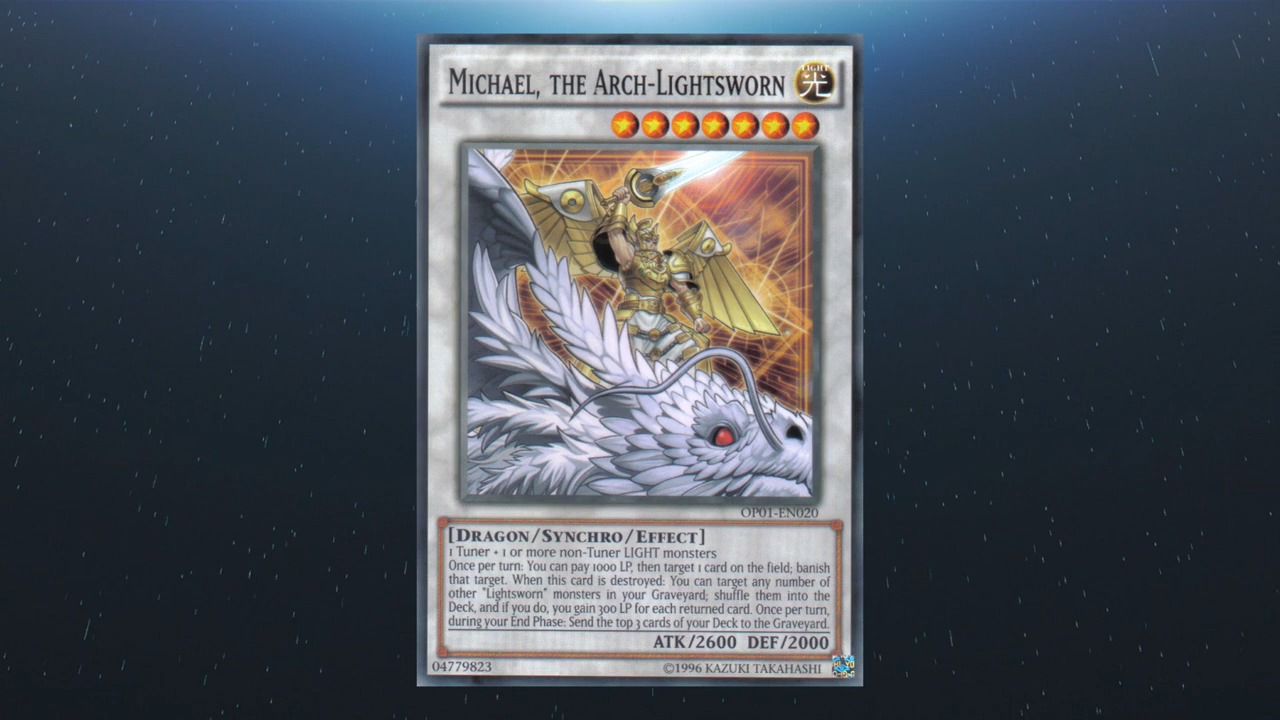 MICHAEL, THE ARCH-LIGHTSWORN
LIGHT
光
OP01-EN020
[DRAGON/SYNCHRO/EFFECT]
1 Tuner + 1 or more non-Tuner LIGHT monsters
Once per turn: You can pay 1000 LP, then target 1 card on the field; banish
that target. When this card is destroyed: You can target any number of
other "Lightsworn" monsters in your Graveyard; shuffle them into the
Deck, and if you do, you gain 300 LP for each returned card. Once per turn,
during your End Phase: Send the top 3 cards of your Deck to the Graveyard.
ATK/2600 DEF/2000
04779823
©1996 KAZUKI TAKAHASHI